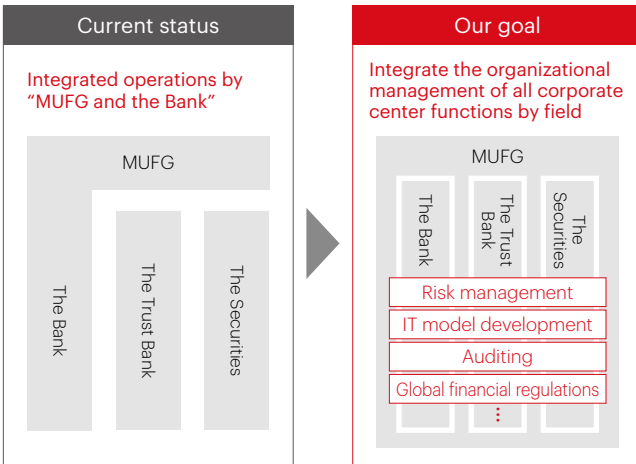 Current status
Integrated operations by
“MUFG and the Bank”
MUFG
The Bank
The Trust Bank
The Securities
Our goal
Integrate the organizational
management of all corporate
center functions by field
MUFG
The Bank
The Trust
Bank
The
Securities
Risk management
IT model development
Auditing
Global financial regulations
⋮